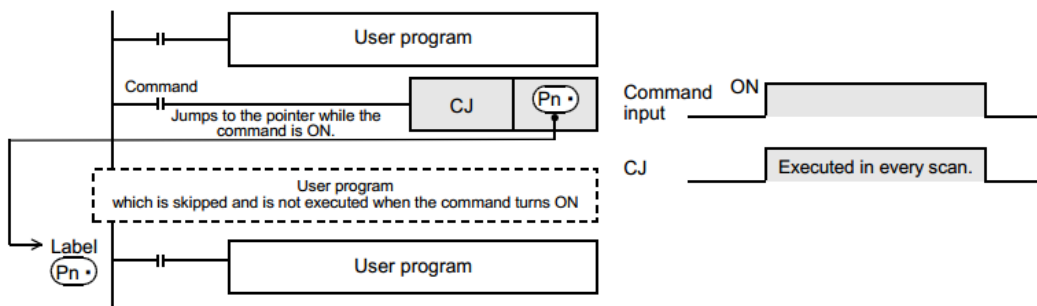 User program
Command
CJ
Pn •
Jumps to the pointer while the
command is ON.
Command
input
ON
CJ
Executed in every scan.
User program
which is skipped and is not executed when the command turns ON
Label
Pn •
User program